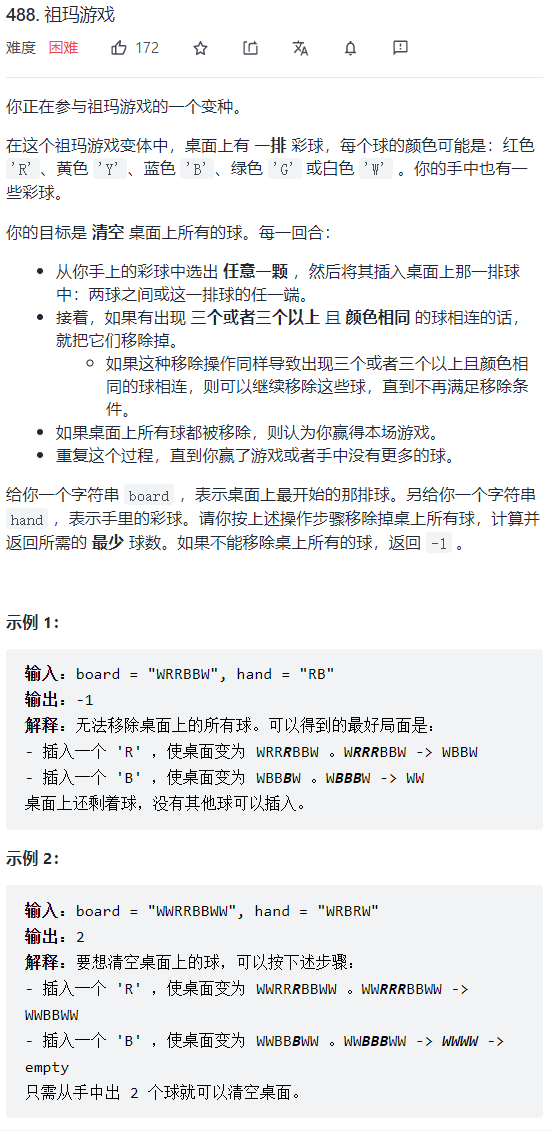 488. 祖玛游戏
难度 困难 172
你正在参与祖玛游戏的一个变种。
在这个祖玛游戏变体中，桌面上有 一排 彩球，每个球的颜色可能是：红色
'R'、黄色 'Y'、蓝色 'B'、绿色 'G' 或白色 'W' 。你的手中也有一
些彩球。
你的目标是 清空 桌面上所有的球。每一回合：
• 从你手上的彩球中选出 任意一颗 ，然后将其插入桌面上那一排球
中：两球之间或这一排球的任一端。
• 接着，如果有出现 三个或者三个以上 且 颜色相同 的球相连的话，
就把它们移除掉。
◦ 如果这种移除操作同样导致出现三个或者三个以上且颜色相
同的球相连，则可以继续移除这些球，直到不再满足移除条
件。
• 如果桌面上所有球都被移除，则认为你赢得本场游戏。
• 重复这个过程，直到你赢了游戏或者手中没有更多的球。
给你一个字符串 board ，表示桌面上最开始的那排球。另给你一个字符串
hand ，表示手里的彩球。请你按上述操作步骤移除掉桌上所有球，计算并
返回所需的 最少 球数。如果不能移除桌上所有的球，返回 -1 。
示例 1：
输入：board = "WRRBBW", hand = "RB"
输出：-1
解释：无法移除桌面上的所有球。可以得到的最好局面是：
- 插入一个 'R' ，使桌面变为 WRRRBBW 。WRRRBBW -> WBBW
- 插入一个 'B' ，使桌面变为 WBBBW 。WBBBW -> WW
桌面上还剩着球，没有其他球可以插入。
示例 2：
输入：board = "WWRRBBWW", hand = "WRBRW"
输出：2
解释：要想清空桌面上的球，可以按下述步骤：
- 插入一个 'R' ，使桌面变为 WWRRRBBWW 。WWRRRBBWW ->
WWBBWW
- 插入一个 'B' ，使桌面变为 WWBBBWW 。WWBBBWW -> WWWW ->
empty
只需从手中出 2 个球就可以清空桌面。